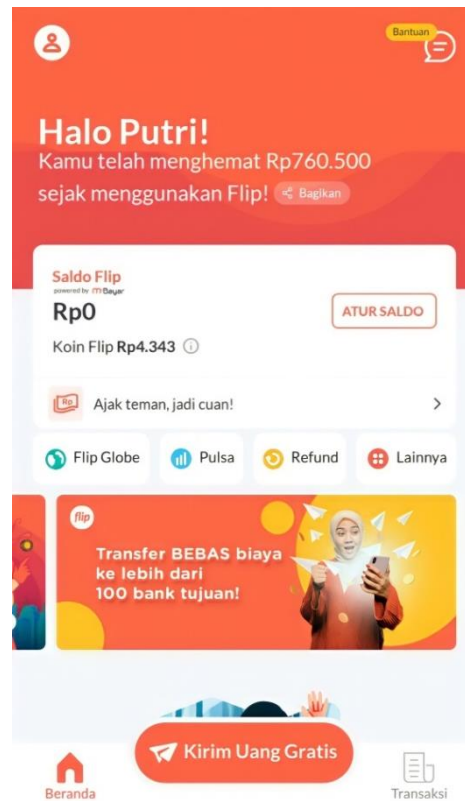 Bantuan
Halo Putri!
Kamu telah menghemat Rp760.500
sejak menggunakan Flip! Bagikan
Saldo Flip
powered by mBayar
Rp0
ATUR SALDO
Koin Flip Rp4.343
Rp
Ajak teman, jadi cuan!
Flip Globe
Pulsa
Refund
Lainnya
flip
Transfer BEBAS biaya
ke lebih dari
100 bank tujuan!
Kirim Uang Gratis
Beranda
Transaksi